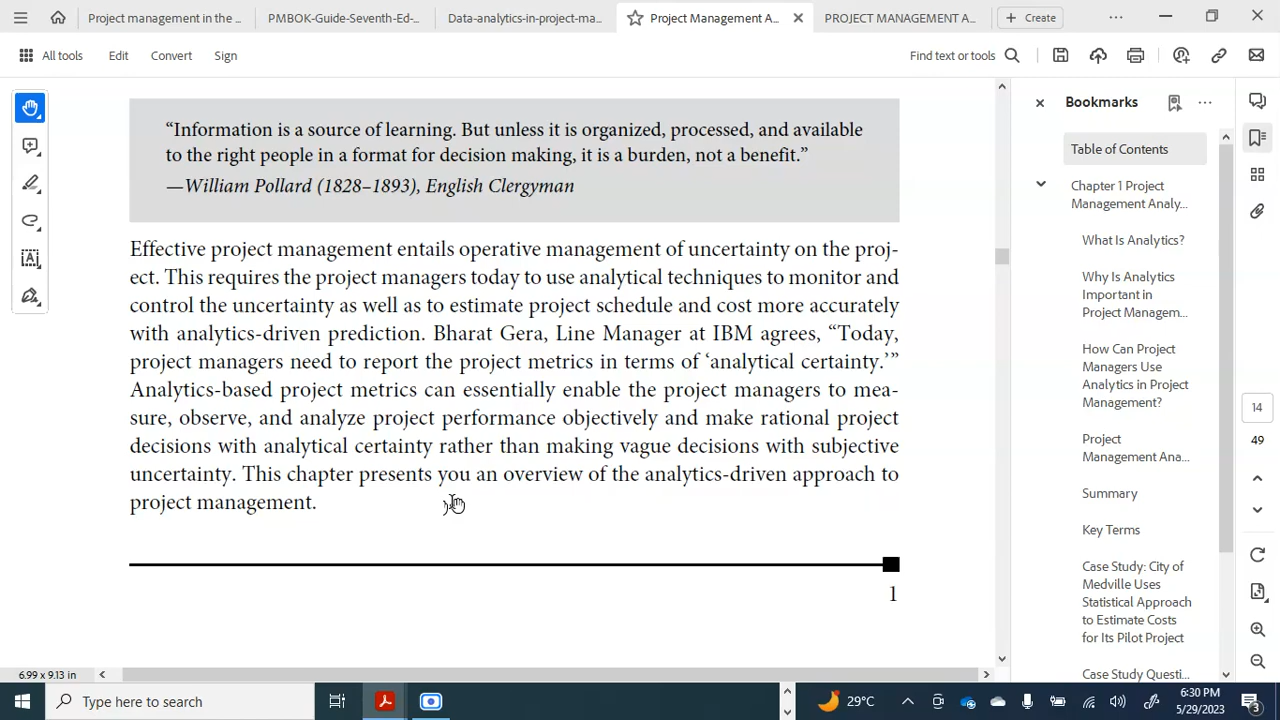 Project management in the ...
PMBOK-Guide-Seventh-Ed-...
Data-analytics-in-project-ma...
Project Management A...
PROJECT MANAGEMENT A...
Create
All tools
Edit
Convert
Sign
Find text or tools
“Information is a source of learning. But unless it is organized, processed, and available
to the right people in a format for decision making, it is a burden, not a benefit.”
—William Pollard (1828–1893), English Clergyman
Effective project management entails operative management of uncertainty on the proj-
ect. This requires the project managers today to use analytical techniques to monitor and
control the uncertainty as well as to estimate project schedule and cost more accurately
with analytics-driven prediction. Bharat Gera, Line Manager at IBM agrees, “Today,
project managers need to report the project metrics in terms of ‘analytical certainty.’”
Analytics-based project metrics can essentially enable the project managers to mea-
sure, observe, and analyze project performance objectively and make rational project
decisions with analytical certainty rather than making vague decisions with subjective
uncertainty. This chapter presents you an overview of the analytics-driven approach to
project management.
1
6.99 x 9.13 in
Bookmarks
Table of Contents
Chapter 1 Project
Management Analy...
What Is Analytics?
Why Is Analytics
Important in
Project Managem...
How Can Project
Managers Use
Analytics in Project
Management?
Project
Management Ana...
Summary
Key Terms
Case Study: City of
Medville Uses
Statistical Approach
to Estimate Costs
for Its Pilot Project
Case Study Questi...
14
49
Type here to search
29°C
6:30 PM
5/29/2023
3